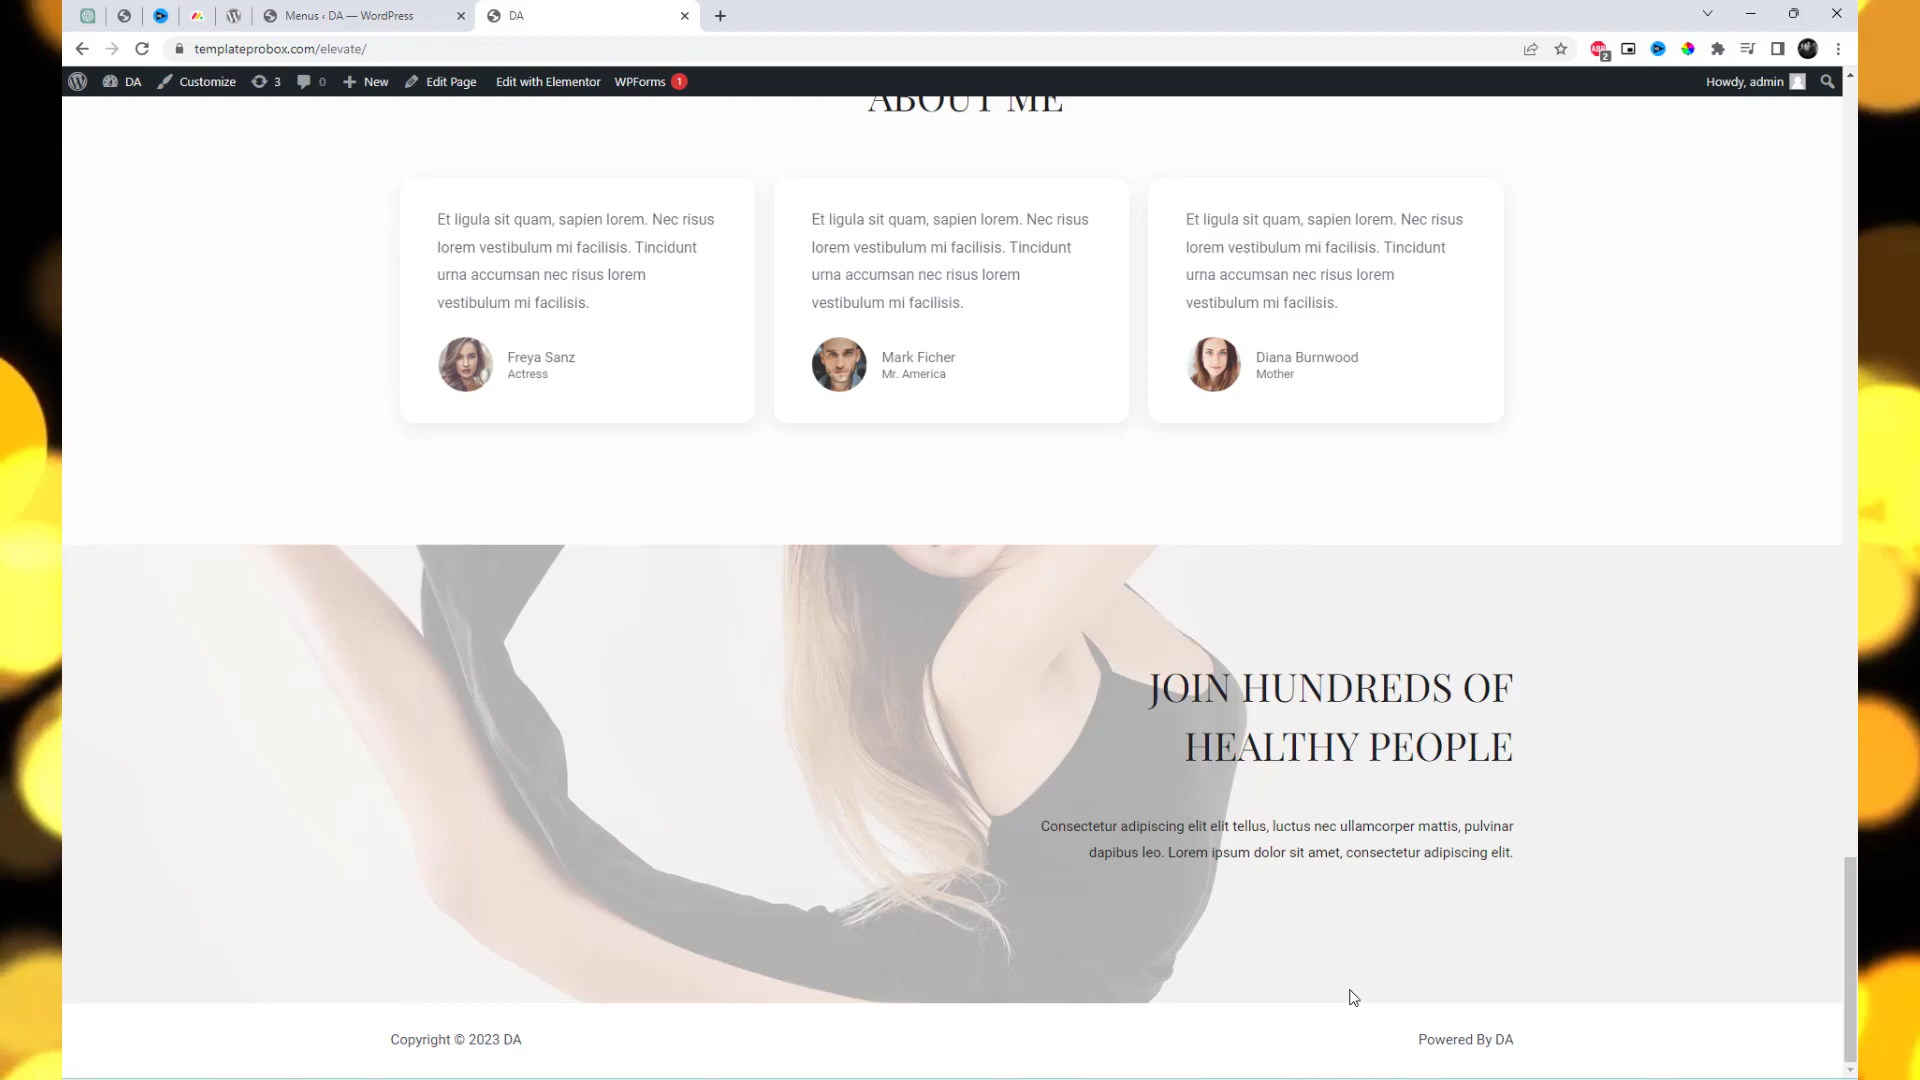 Menus ‹ DA — WordPress
DA
templateprobox.com/elevate/
ABP
2
DA
Customize
3
0
New
Edit Page
Edit with Elementor
WPForms 1
Howdy, admin
ABOUT ME
Et ligula sit quam, sapien lorem. Nec risus
lorem vestibulum mi facilisis. Tincidunt
urna accumsan nec risus lorem
vestibulum mi facilisis.
Freya Sanz
Actress
Et ligula sit quam, sapien lorem. Nec risus
lorem vestibulum mi facilisis. Tincidunt
urna accumsan nec risus lorem
vestibulum mi facilisis.
Mark Ficher
Mr. America
Et ligula sit quam, sapien lorem. Nec risus
lorem vestibulum mi facilisis. Tincidunt
urna accumsan nec risus lorem
vestibulum mi facilisis.
Diana Burnwood
Mother
JOIN HUNDREDS OF
HEALTHY PEOPLE
Consectetur adipiscing elit elit tellus, luctus nec ullamcorper mattis, pulvinar
dapibus leo. Lorem ipsum dolor sit amet, consectetur adipiscing elit.
Copyright © 2023 DA
Powered By DA